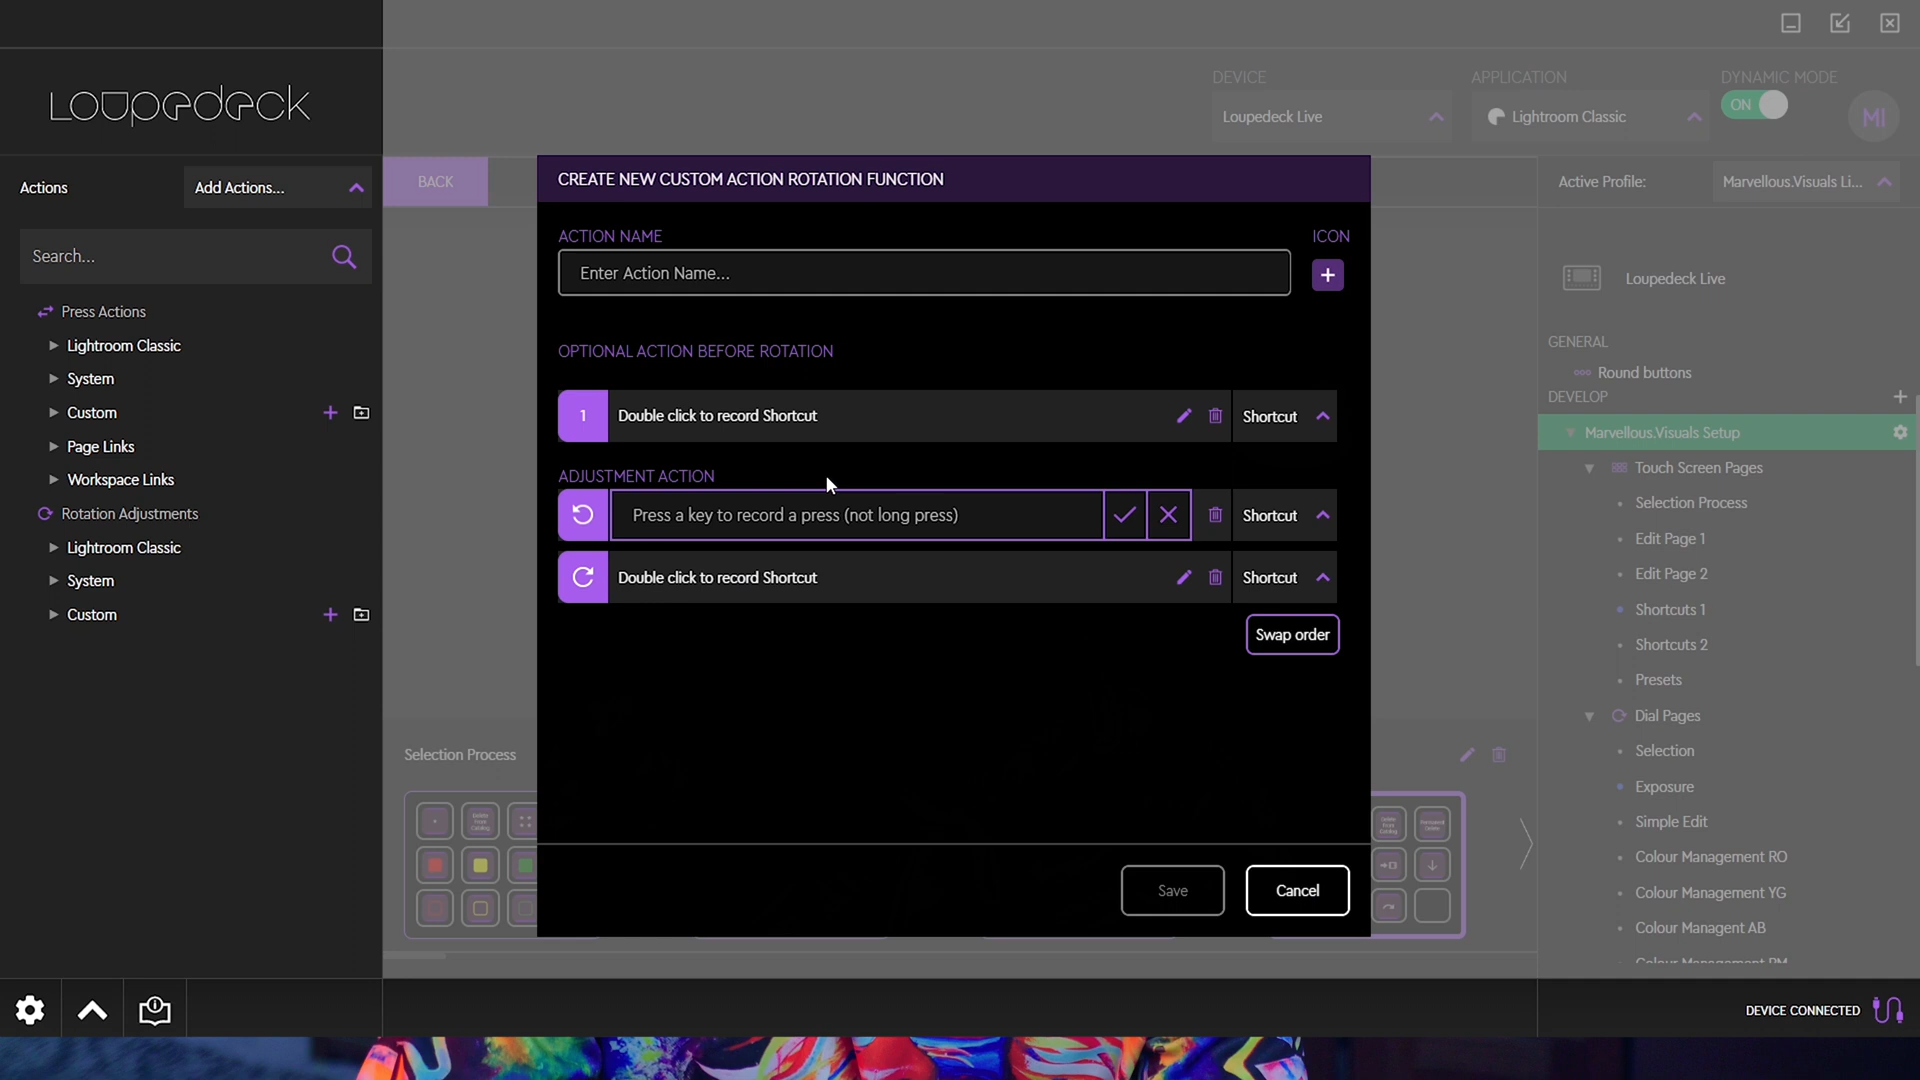 DEVICE
APPLICATION
DYNAMIC MODE
Loupedeck
Loupedeck Live
Lightroom Classic
ON
MI
Actions
Add Actions...
BACK
CREATE NEW CUSTOM ACTION ROTATION FUNCTION
Active Profile:
Marvellous.Visuals Li...
ACTION NAME
ICON
Search...
Enter Action Name...
Loupedeck Live
Press Actions
Lightroom Classic
System
Custom
Page Links
Workspace Links
Rotation Adjustments
Lightroom Classic
System
Custom
OPTIONAL ACTION BEFORE ROTATION
1
Double click to record Shortcut
Shortcut
ADJUSTMENT ACTION
Press a key to record a press (not long press)
Shortcut
Double click to record Shortcut
Shortcut
Swap order
Selection Process
Delete
From
Catalog
Save
Cancel
GENERAL
Round buttons
DEVELOP
Marvellous.Visuals Setup
Touch Screen Pages
Selection Process
Edit Page 1
Edit Page 2
Shortcuts 1
Shortcuts 2
Presets
Dial Pages
Selection
Exposure
Simple Edit
Colour Management RO
Colour Management YG
Colour Managent AB
Colour Management PM
DEVICE CONNECTED